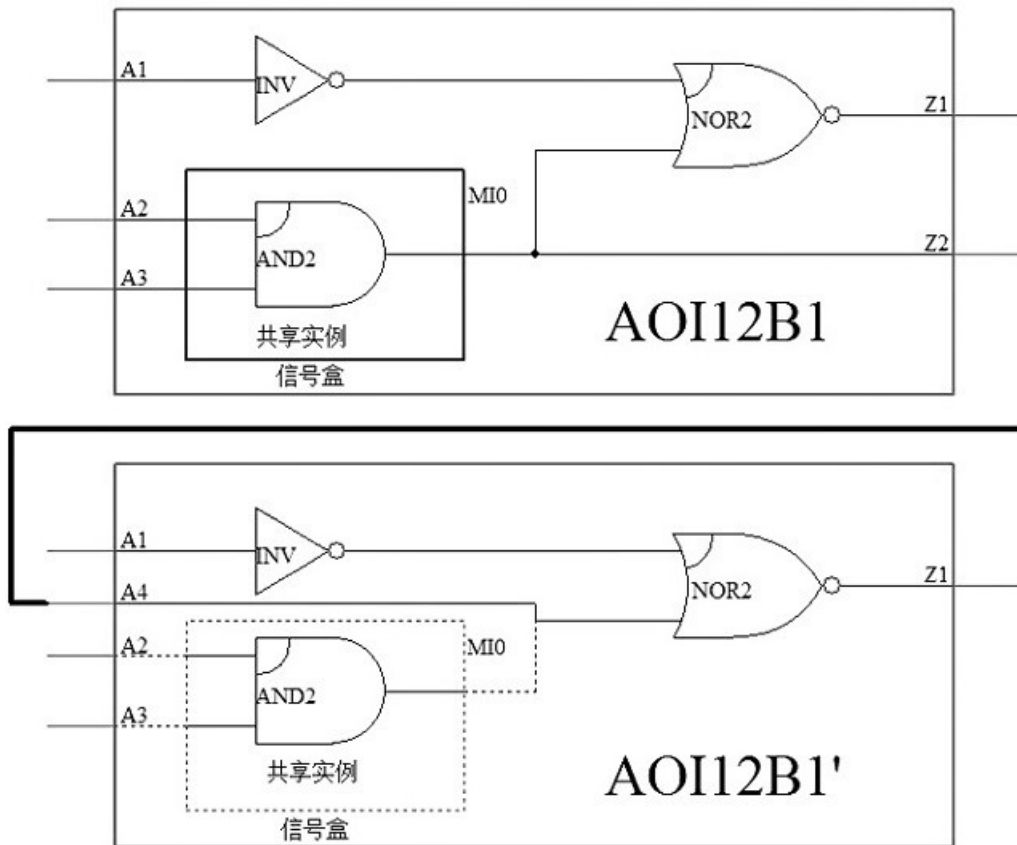 A1
INV
NOR2
Z1
MI0
A2
AND2
A3
Z2
共享实例
信号盒
AOI12B1
A1
INV
A4
NOR2
Z1
MI0
A2
AND2
A3
共享实例
信号盒
AOI12B1'